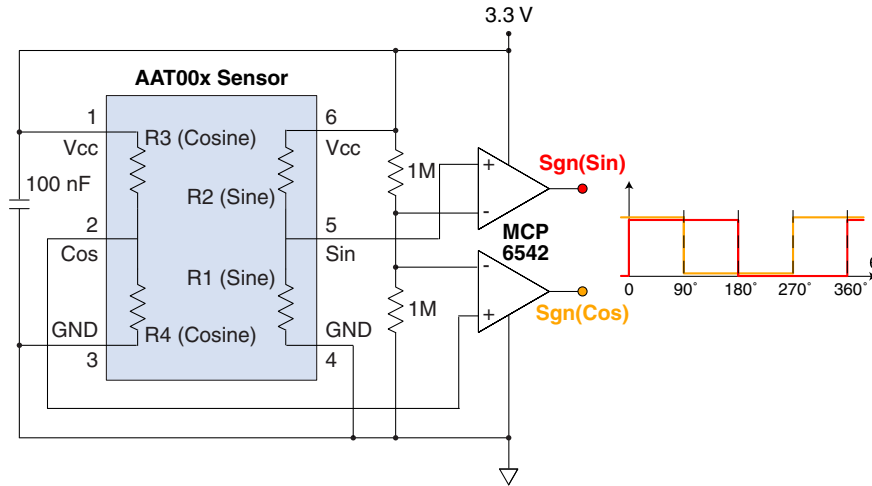 3.3 V
AAT00x Sensor
1
6
Vcc
R3 (Cosine)
Vcc
1M
Sgn(Sin)
+
-
100 nF
R2 (Sine)
2
5
Cos
Sin
MCP
6542
R1 (Sine)
-
+
1M
Sgn(Cos)
0 90° 180° 270° 360°
GND
R4 (Cosine)
GND
3
4